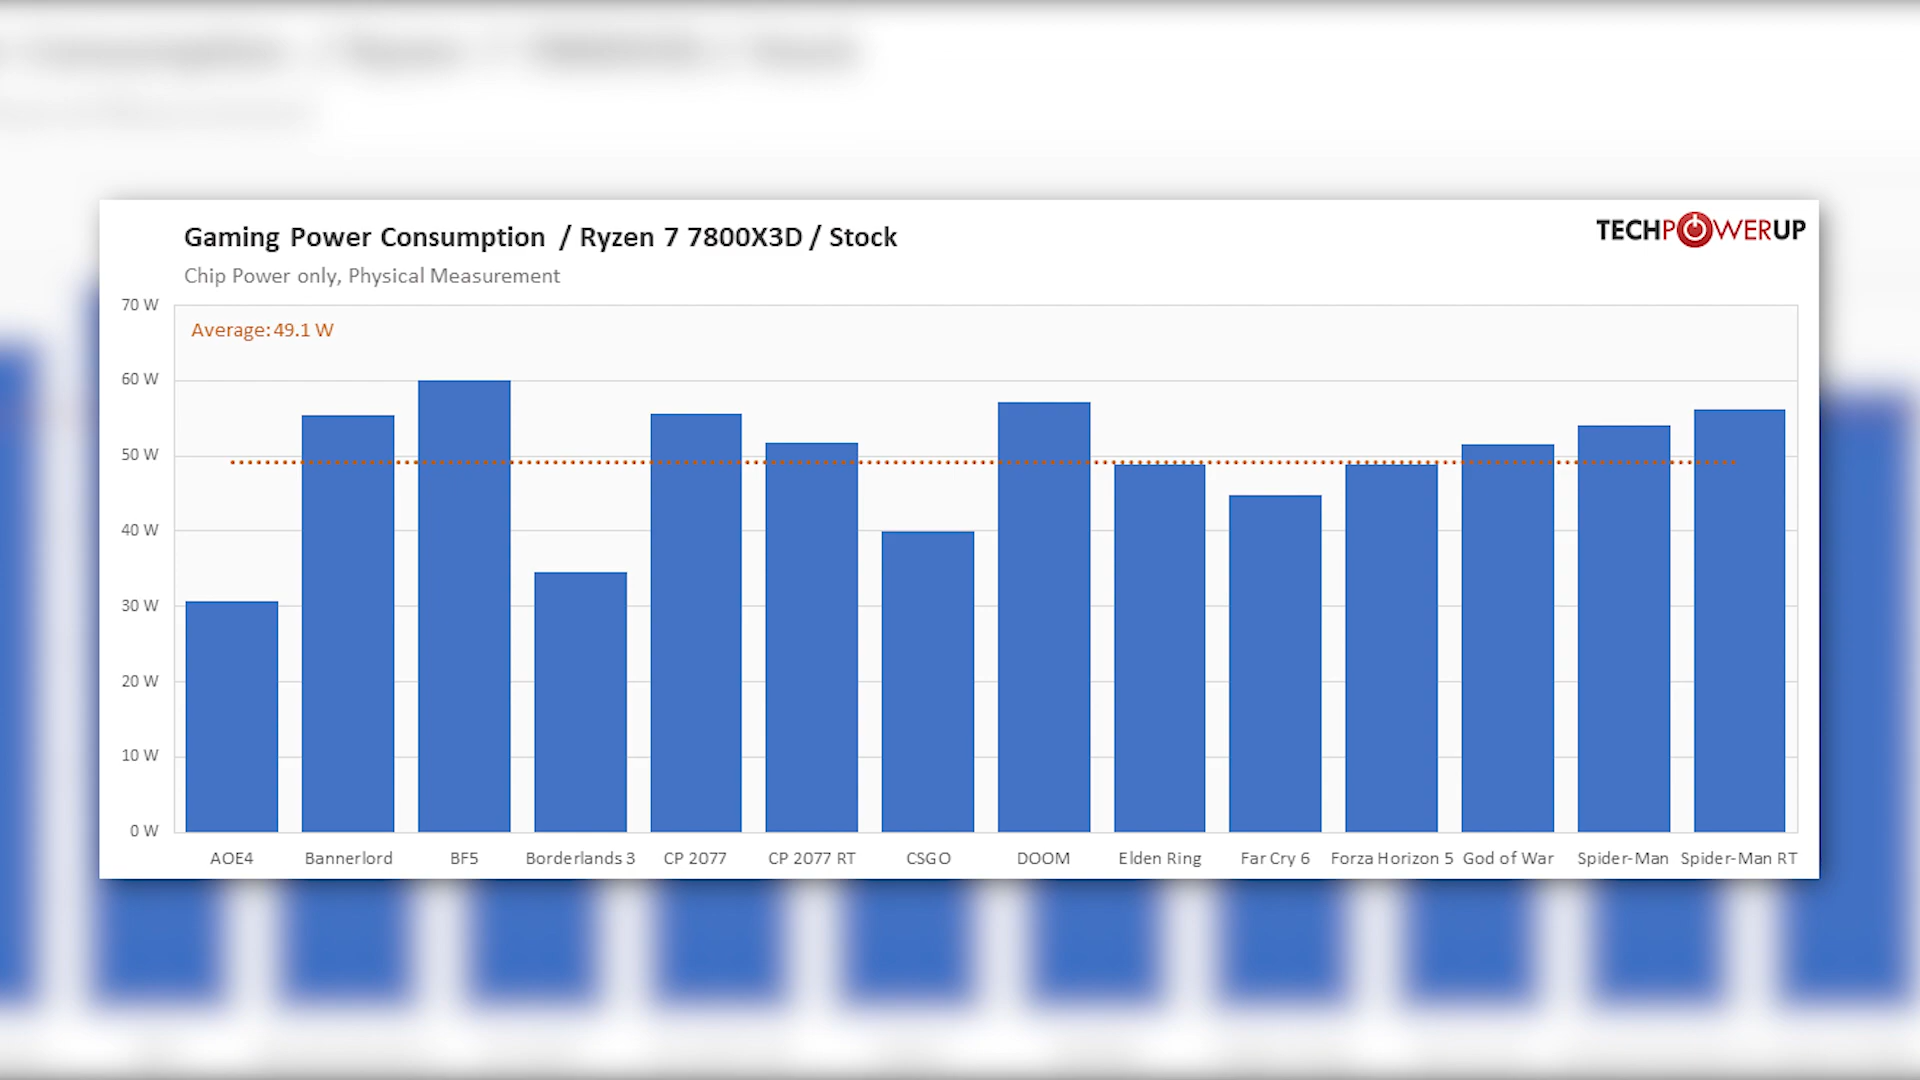 Gaming Power Consumption / Ryzen 7 7800X3D / Stock
TECHPOWERUP
Chip Power only, Physical Measurement
70 W
Average: 49.1 W
60 W
50 W
40 W
30 W
20 W
10 W
0 W
AOE4 Bannerlord BF5 Borderlands 3 CP 2077 CP 2077 RT CSGO DOOM Elden Ring Far Cry 6 Forza Horizon 5 God of War Spider-Man Spider-Man RT